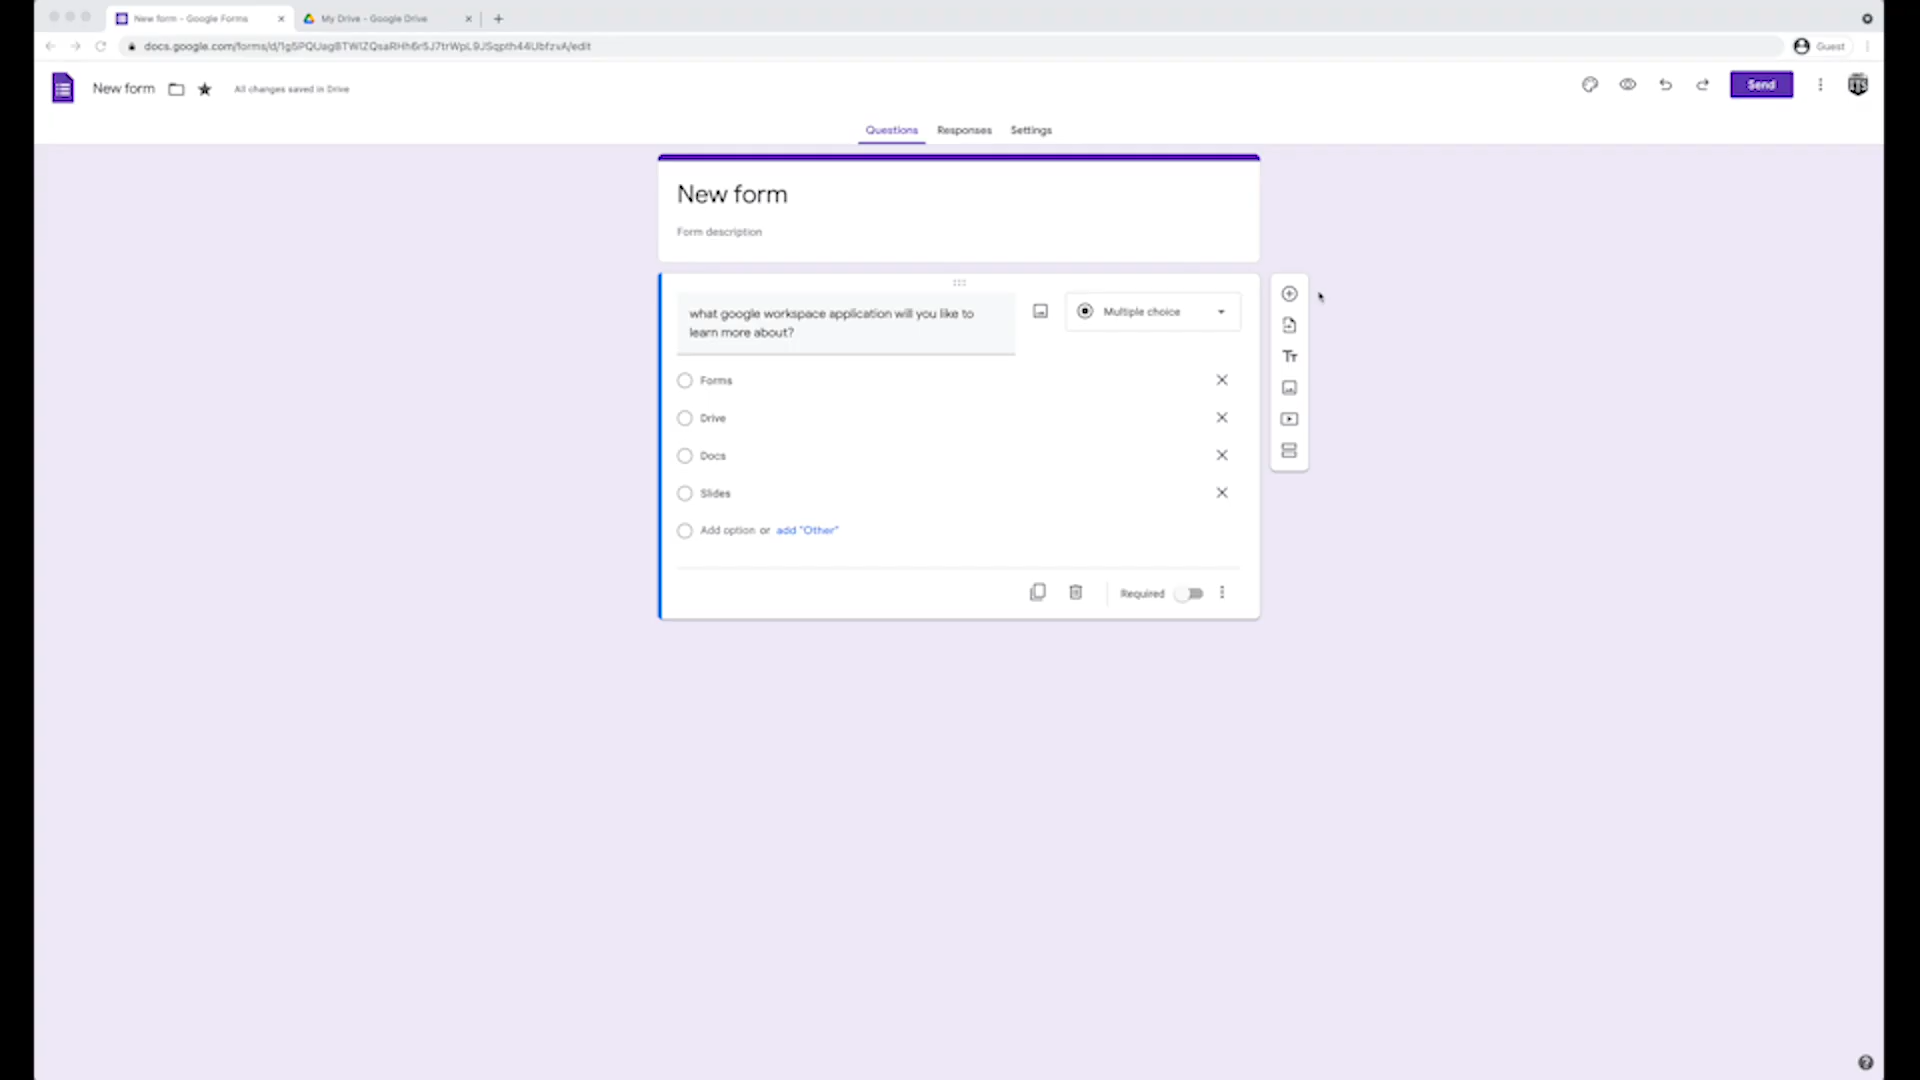 New form - Google Forms
My Drive - Google Drive
Guest
New form
All changes saved in Drive
Send
Questions Responses Settings
New form
Form description
what google workspace application will you like to
learn more about?
Multiple choice
Forms
Drive
Docs
Slides
Add option or add "Other"
Required